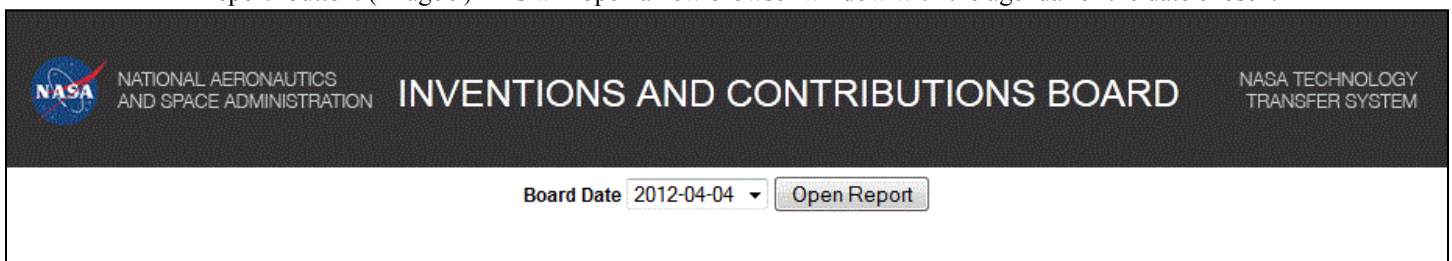 NASA
NATIONAL AERONAUTICS
AND SPACE ADMINISTRATION
INVENTIONS AND CONTRIBUTIONS BOARD
NASA TECHNOLOGY
TRANSFER SYSTEM
Board Date 2012-04-04 Open Report